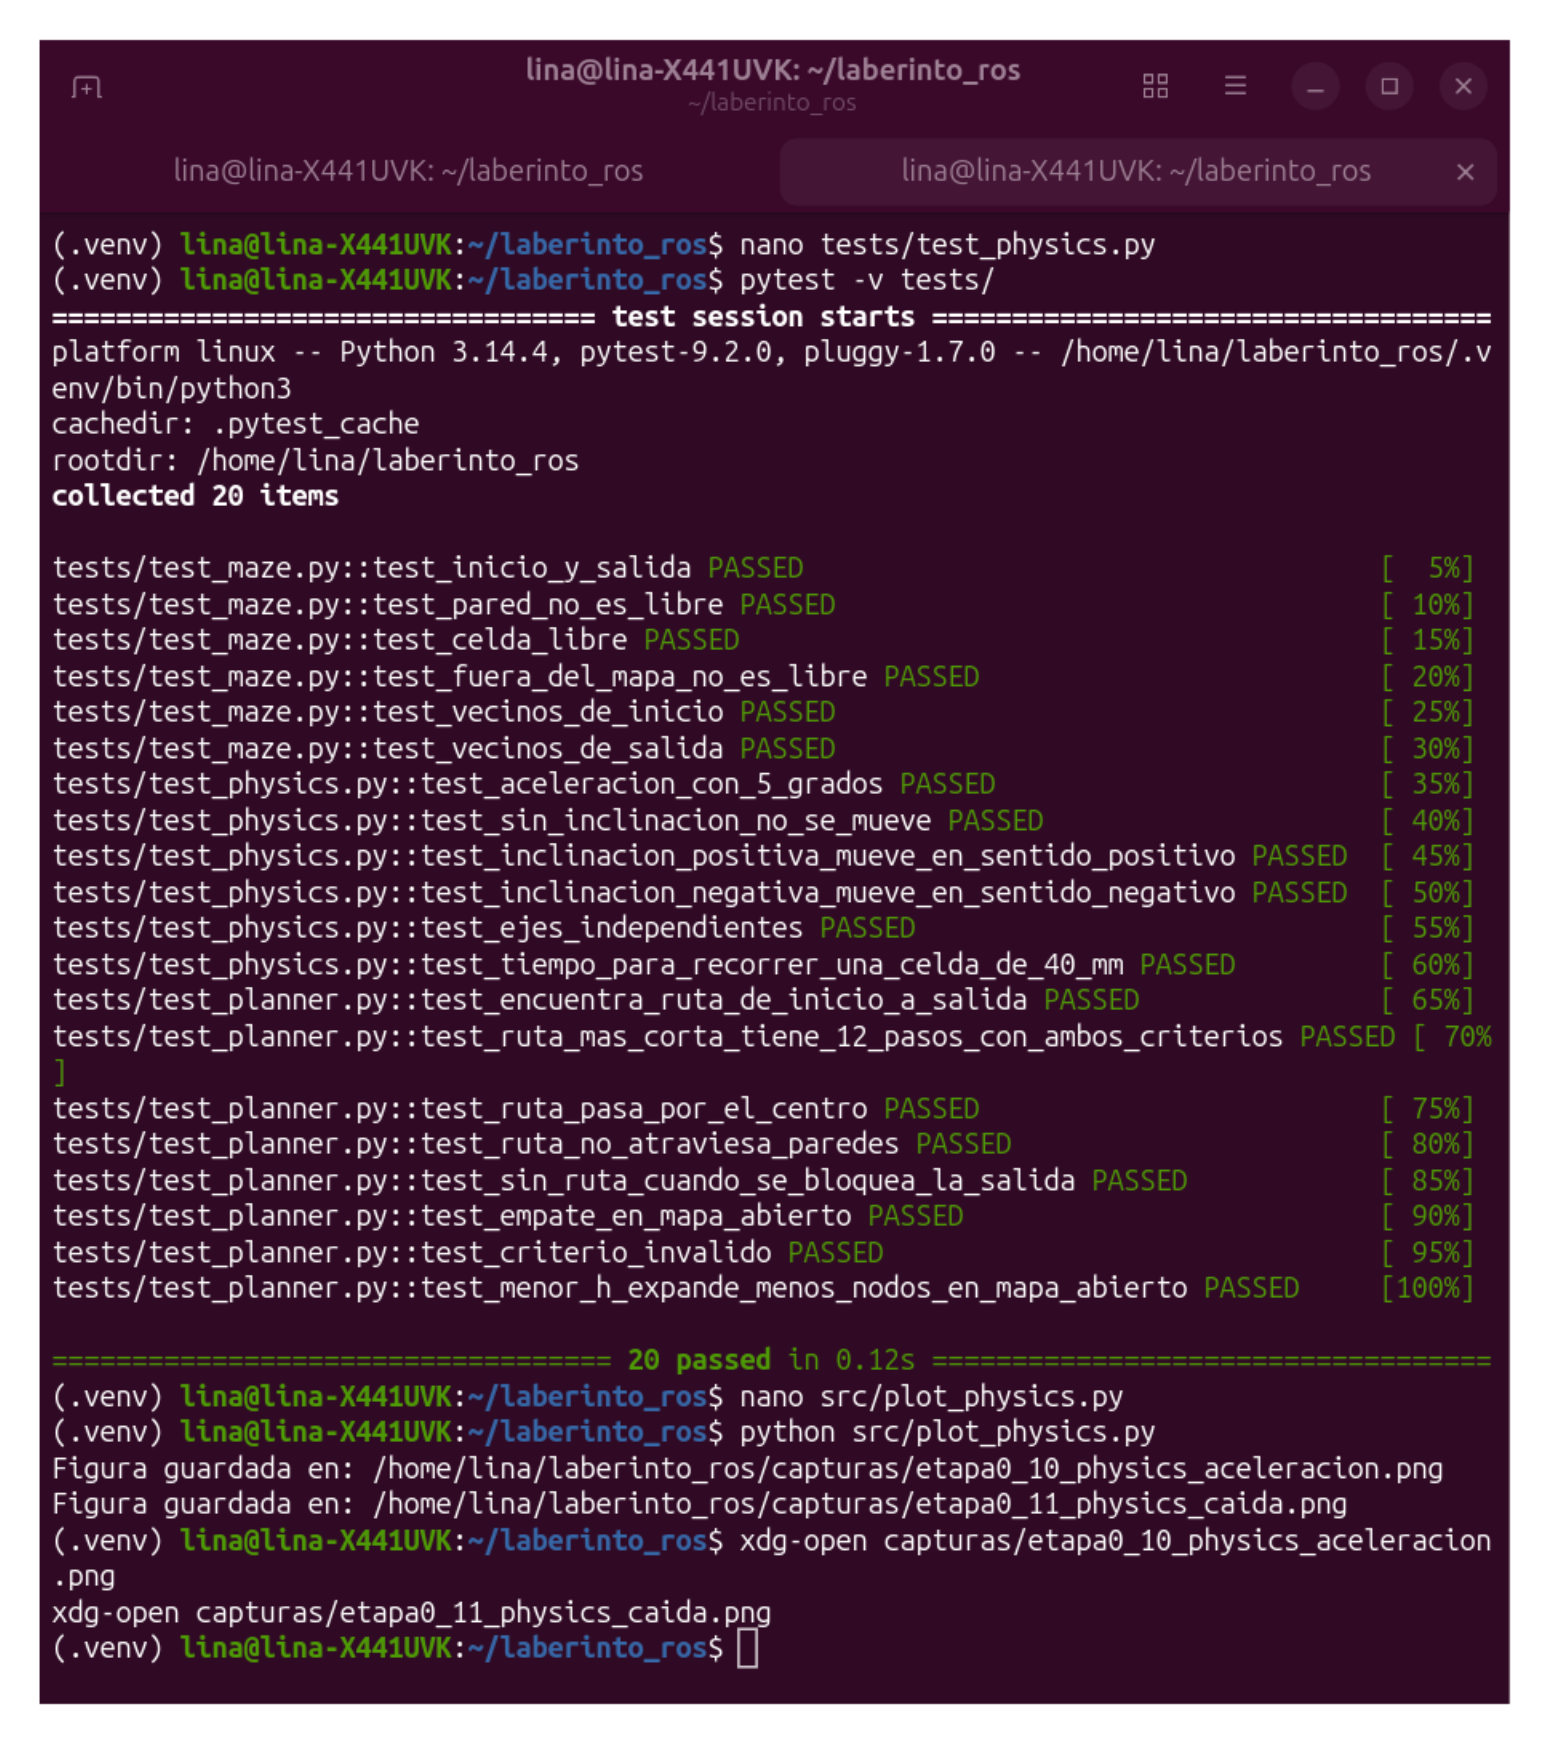 lina@lina-X441UVK: ~/laberinto_ros
~/laberinto_ros
lina@lina-X441UVK: ~/laberinto_ros
lina@lina-X441UVK: ~/laberinto_ros
(.venv) lina@lina-X441UVK:~/laberinto_ros$ nano tests/test_physics.py
(.venv) lina@lina-X441UVK:~/laberinto_ros$ pytest -v tests/
================================== test session starts ===================================
platform linux -- Python 3.14.4, pytest-9.2.0, pluggy-1.7.0 -- /home/lina/laberinto_ros/.v
env/bin/python3
cachedir: .pytest_cache
rootdir: /home/lina/laberinto_ros
collected 20 items
tests/test_maze.py::test_inicio_y_salida PASSED [  5%]
tests/test_maze.py::test_pared_no_es_libre PASSED [ 10%]
tests/test_maze.py::test_celda_libre PASSED [ 15%]
tests/test_maze.py::test_fuera_del_mapa_no_es_libre PASSED [ 20%]
tests/test_maze.py::test_vecinos_de_inicio PASSED [ 25%]
tests/test_maze.py::test_vecinos_de_salida PASSED [ 30%]
tests/test_physics.py::test_aceleracion_con_5_grados PASSED [ 35%]
tests/test_physics.py::test_sin_inclinacion_no_se_mueve PASSED [ 40%]
tests/test_physics.py::test_inclinacion_positiva_mueve_en_sentido_positivo PASSED [ 45%]
tests/test_physics.py::test_inclinacion_negativa_mueve_en_sentido_negativo PASSED [ 50%]
tests/test_physics.py::test_ejes_independientes PASSED [ 55%]
tests/test_physics.py::test_tiempo_para_recorrer_una_celda_de_40_mm PASSED [ 60%]
tests/test_planner.py::test_encuentra_ruta_de_inicio_a_salida PASSED [ 65%]
tests/test_planner.py::test_ruta_mas_corta_tiene_12_pasos_con_ambos_criterios PASSED [ 70%
]
tests/test_planner.py::test_ruta_pasa_por_el_centro PASSED [ 75%]
tests/test_planner.py::test_ruta_no_atraviesa_paredes PASSED [ 80%]
tests/test_planner.py::test_sin_ruta_cuando_se_bloquea_la_salida PASSED [ 85%]
tests/test_planner.py::test_empate_en_mapa_abierto PASSED [ 90%]
tests/test_planner.py::test_criterio_invalido PASSED [ 95%]
tests/test_planner.py::test_menor_h_expande_menos_nodos_en_mapa_abierto PASSED [100%]
=================================== 20 passed in 0.12s ===================================
(.venv) lina@lina-X441UVK:~/laberinto_ros$ nano src/plot_physics.py
(.venv) lina@lina-X441UVK:~/laberinto_ros$ python src/plot_physics.py
Figura guardada en: /home/lina/laberinto_ros/capturas/etapa0_10_physics_aceleracion.png
Figura guardada en: /home/lina/laberinto_ros/capturas/etapa0_11_physics_caida.png
(.venv) lina@lina-X441UVK:~/laberinto_ros$ xdg-open capturas/etapa0_10_physics_aceleracion
.png
xdg-open capturas/etapa0_11_physics_caida.png
(.venv) lina@lina-X441UVK:~/laberinto_ros$